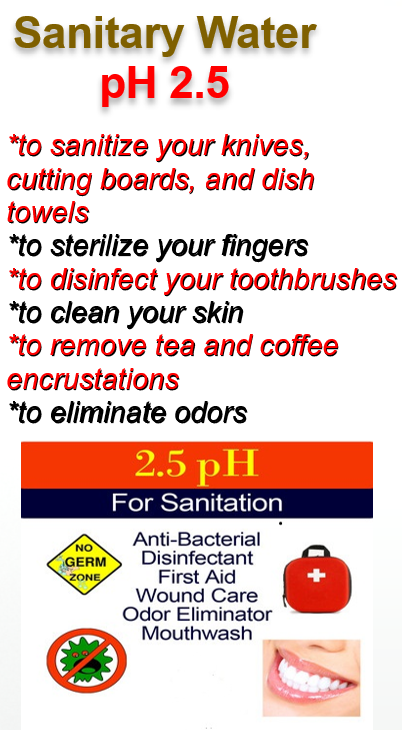 Sanitary Water
pH 2.5
*to sanitize your knives,
cutting boards, and dish
towels
*to sterilize your fingers
*to disinfect your toothbrushes
*to clean your skin
*to remove tea and coffee
encrustations
*to eliminate odors
2.5 pH
For Sanitation
NO
GERM
ZONE
Anti-Bacterial
Disinfectant
First Aid
Wound Care
Odor Eliminator
Mouthwash